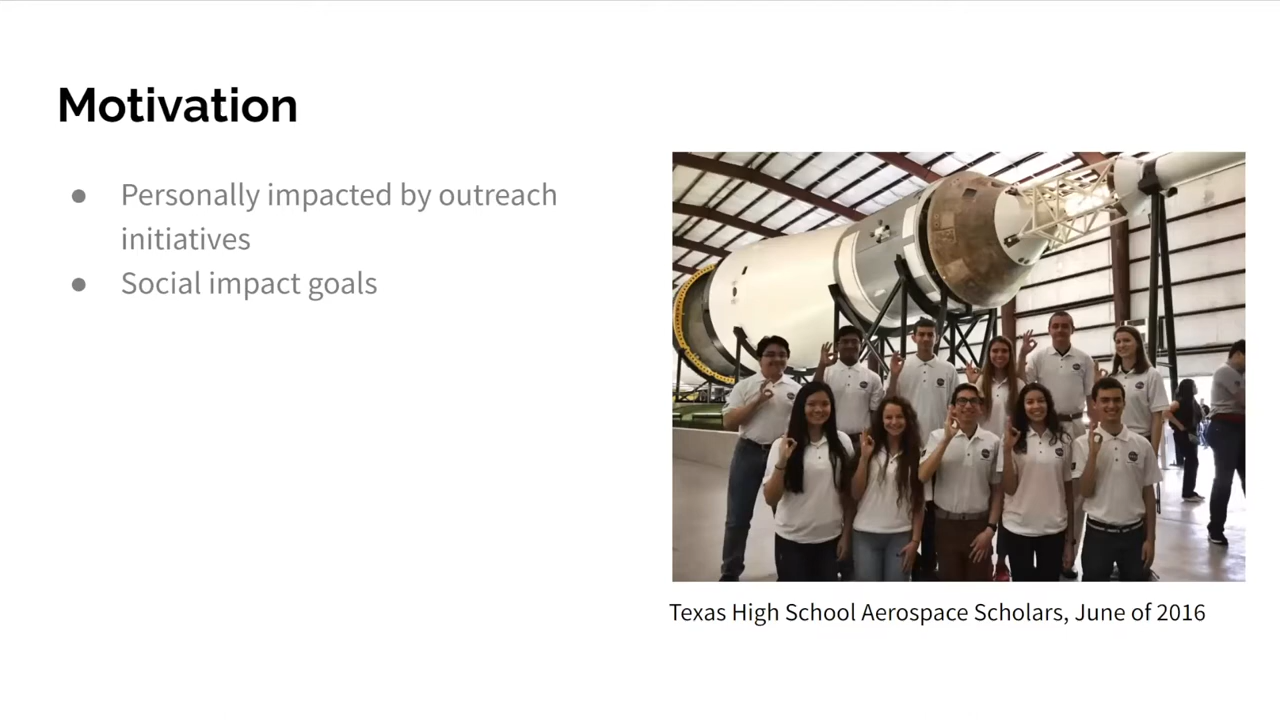 Motivation
● Personally impacted by outreach
initiatives
● Social impact goals
Texas High School Aerospace Scholars, June of 2016